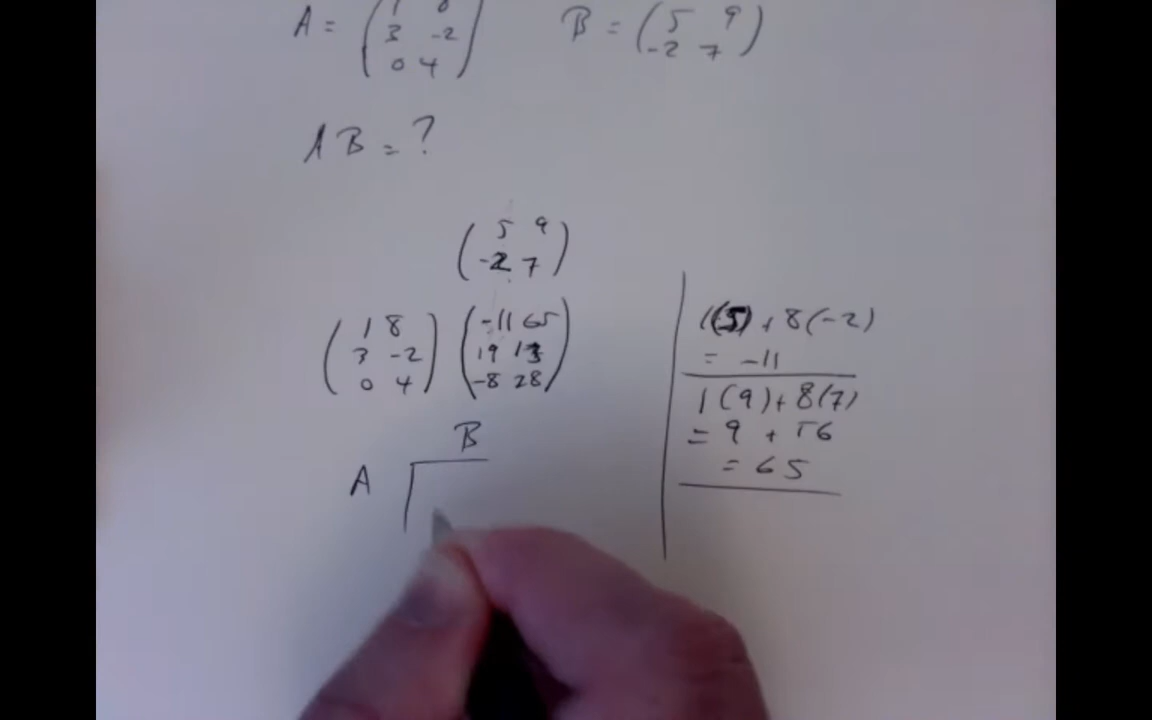 A = ( 1 8 B = ( 5 9 )
3 -2 -2 7
0 4 )
AB = ?
( 5 9
-2 7 )
( 1 8 ) ( -11 65 )
3 -2 19 13
0 4 -8 28
1(5) + 8(-2)
= -11
1(9) + 8(7)
= 9 + 56
= 65
B
A